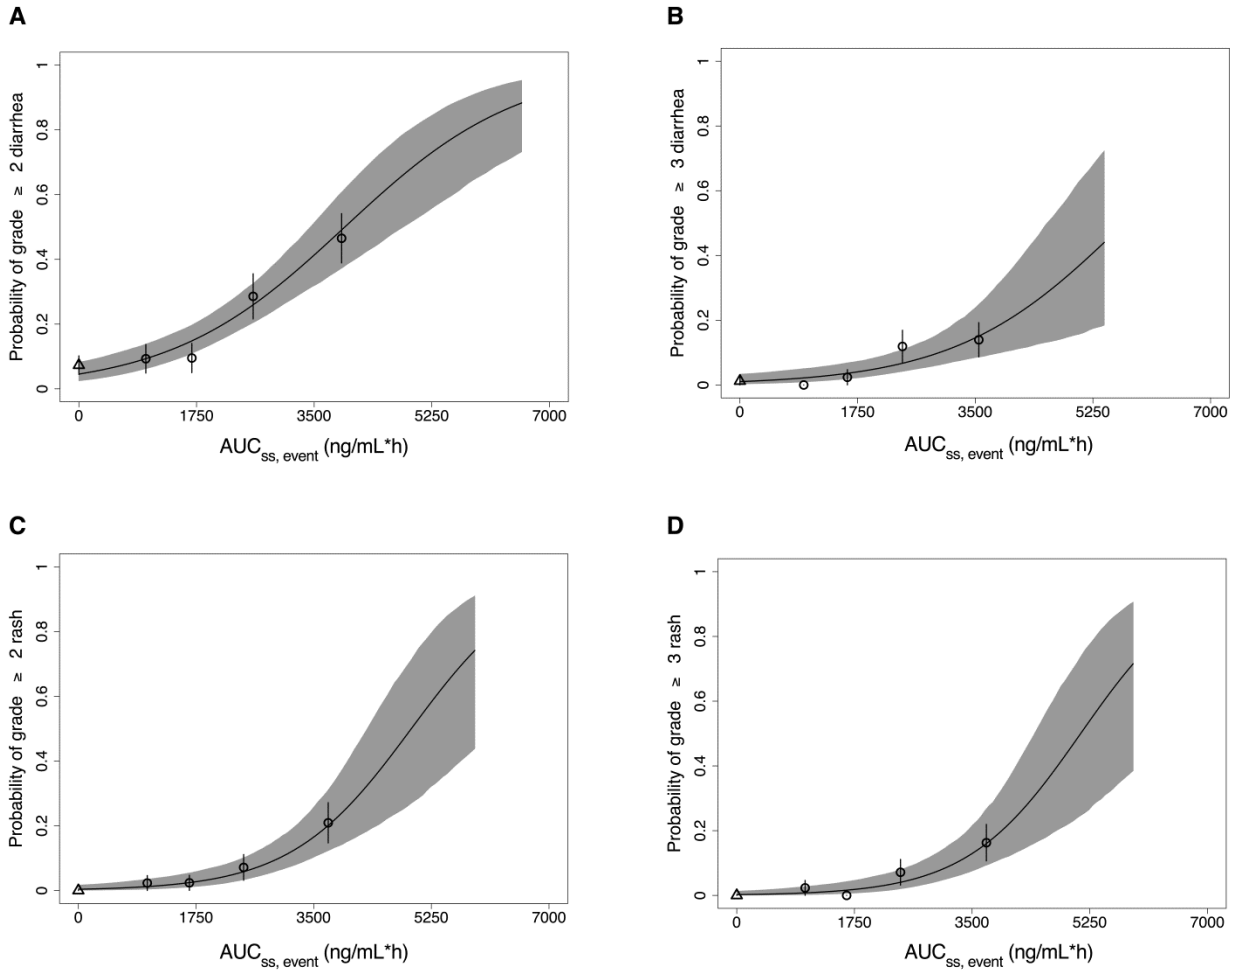 A
Probability of grade ≥ 2 diarrhea
1
0.8
0.6
0.4
0.2
0
0 1750 3500 5250 7000
AUCss, event (ng/mL*h)
B
Probability of grade ≥ 3 diarrhea
1
0.8
0.6
0.4
0.2
0
0 1750 3500 5250 7000
AUCss, event (ng/mL*h)
C
Probability of grade ≥ 2 rash
1
0.8
0.6
0.4
0.2
0
0 1750 3500 5250 7000
AUCss, event (ng/mL*h)
D
Probability of grade ≥ 3 rash
1
0.8
0.6
0.4
0.2
0
0 1750 3500 5250 7000
AUCss, event (ng/mL*h)